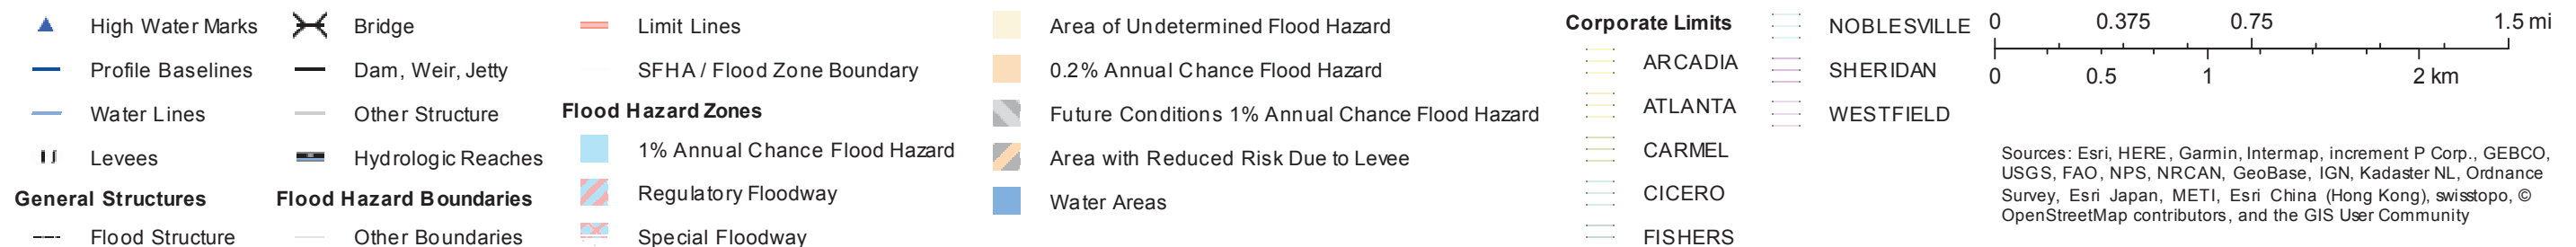 High Water Marks
Profile Baselines
Water Lines
Levees
General Structures
Flood Structure
Bridge
Dam, Weir, Jetty
Other Structure
Hydrologic Reaches
Flood Hazard Boundaries
Other Boundaries
Limit Lines
SFHA / Flood Zone Boundary
Flood Hazard Zones
1% Annual Chance Flood Hazard
Regulatory Floodway
Special Floodway
Area of Undetermined Flood Hazard
0.2% Annual Chance Flood Hazard
Future Conditions 1% Annual Chance Flood Hazard
Area with Reduced Risk Due to Levee
Water Areas
Corporate Limits
ARCADIA
ATLANTA
CARMEL
CICERO
FISHERS
NOBLESVILLE
SHERIDAN
WESTFIELD
0 0.375 0.75 1.5 mi
0 0.5 1 2 km
Sources: Esri, HERE, Garmin, Intermap, increment P Corp., GEBCO,
USGS, FAO, NPS, NRCAN, GeoBase, IGN, Kadaster NL, Ordnance
Survey, Esri Japan, METI, Esri China (Hong Kong), swisstopo, ©
OpenStreetMap contributors, and the GIS User Community